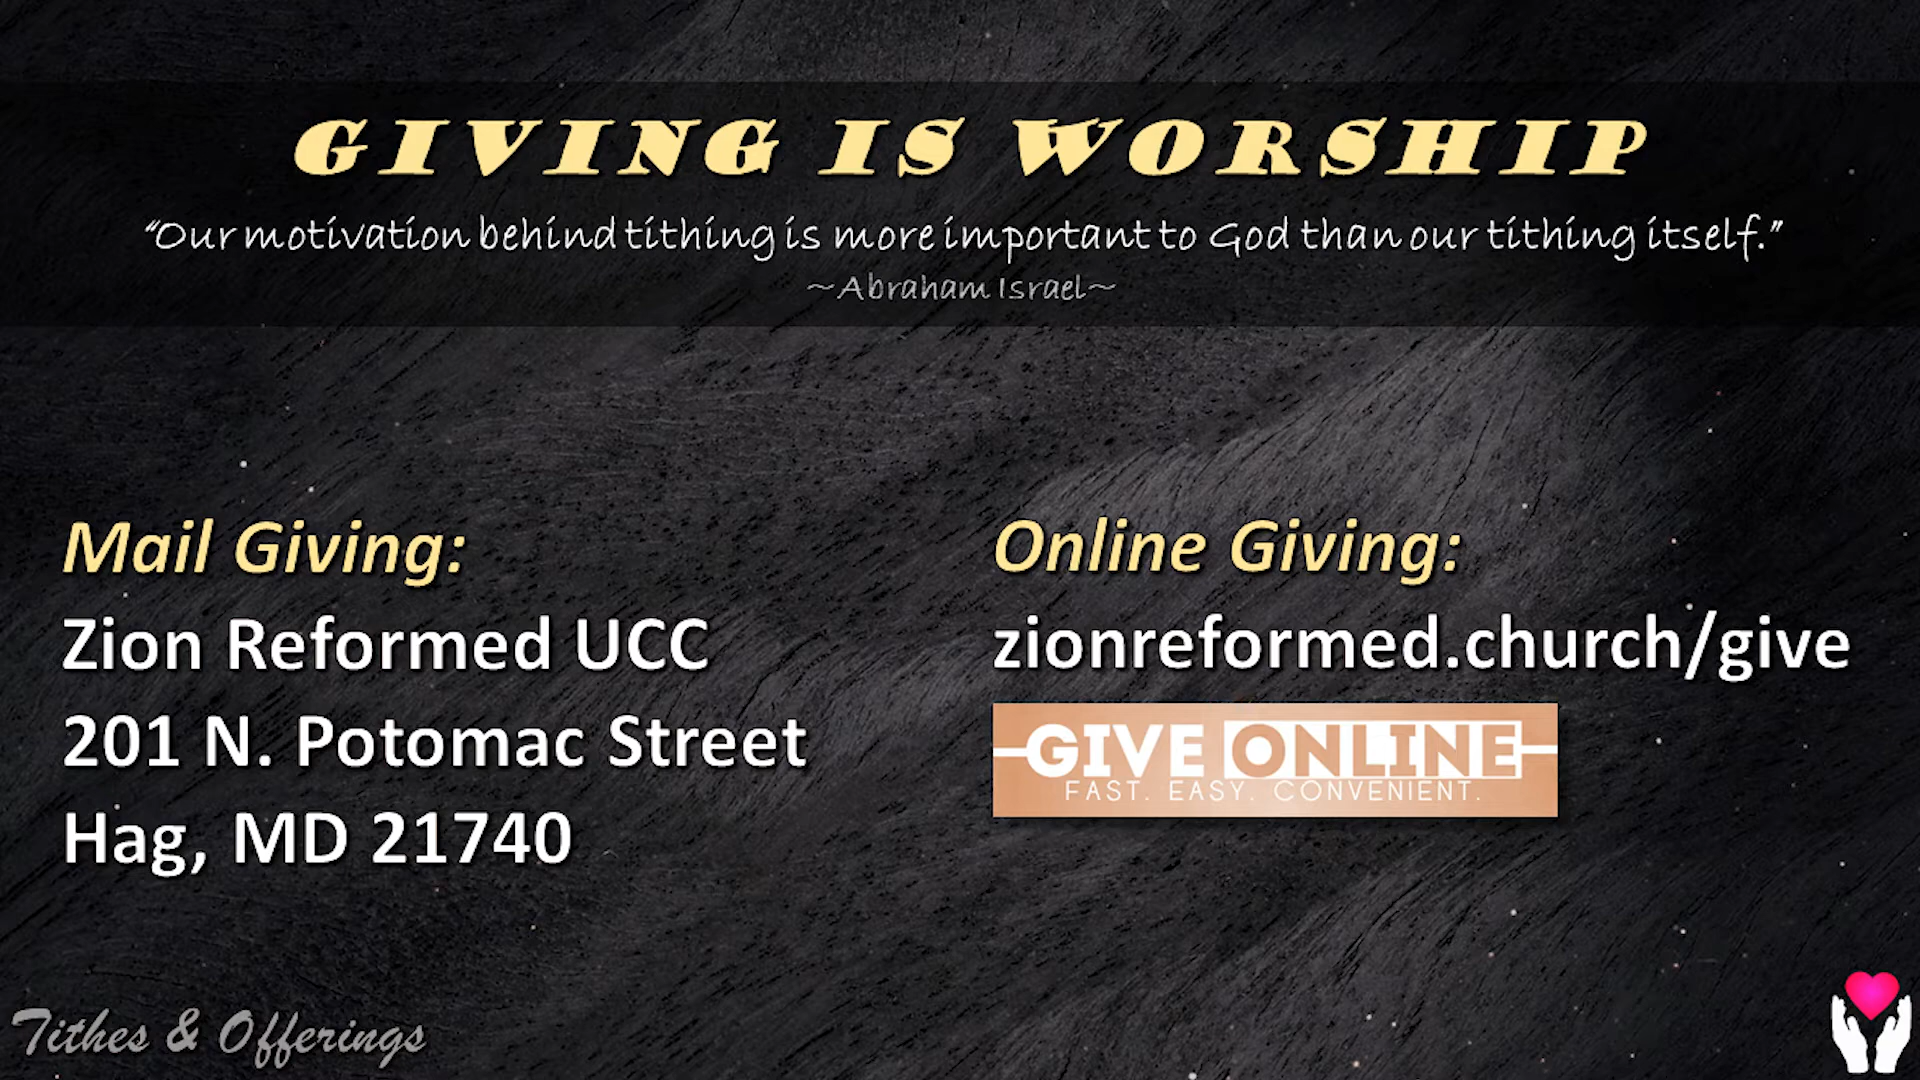 GIVING IS WORSHIP
“Our motivation behind tithing is more important to God than our tithing itself.”
~Abraham Israel~
Mail Giving:
Zion Reformed UCC
201 N. Potomac Street
Hag, MD 21740
Online Giving:
zionreformed.church/give
GIVE ONLINE
FAST. EASY. CONVENIENT.
Tithes & Offerings